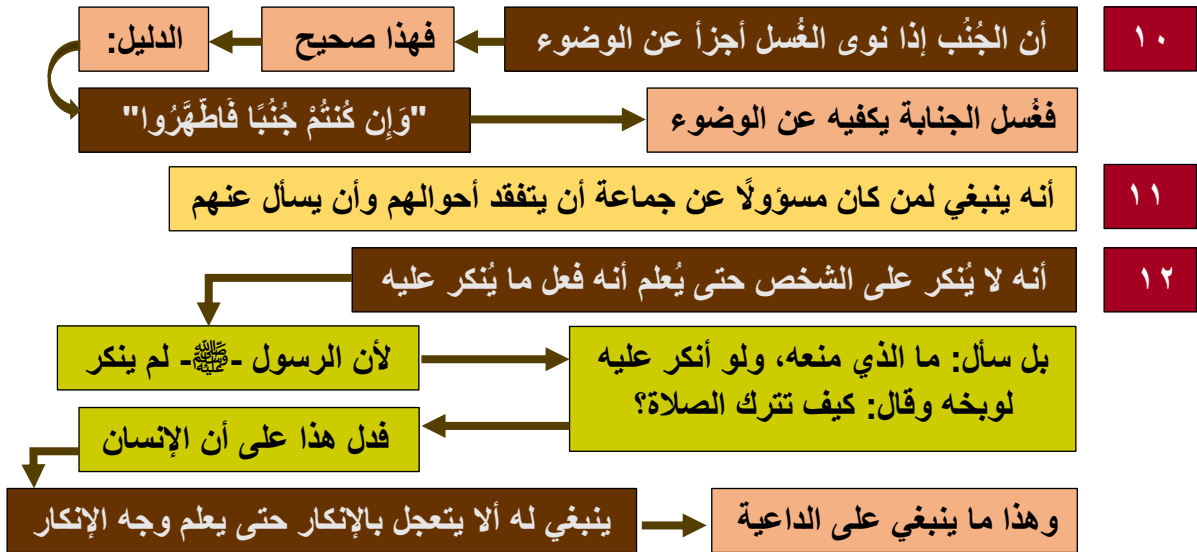 ١٠
أن الجُنُب إذا نوى الغُسل أجزأ عن الوضوء
فهذا صحيح
الدليل:
"وَإِن كُنتُمْ جُنُبًا فَاطَّهَّرُوا"
فغُسل الجنابة يكفيه عن الوضوء
١١
أنه ينبغي لمن كان مسؤولًا عن جماعة أن يتفقد أحوالهم وأن يسأل عنهم
١٢
أنه لا يُنكر على الشخص حتى يُعلم أنه فعل ما يُنكر عليه
لأن الرسول -ﷺ- لم ينكر
بل سأل: ما الذي منعه، ولو أنكر عليه
لوبخه وقال: كيف تترك الصلاة؟
فدل هذا على أن الإنسان
ينبغي له ألا يتعجل بالإنكار حتى يعلم وجه الإنكار
وهذا ما ينبغي على الداعية